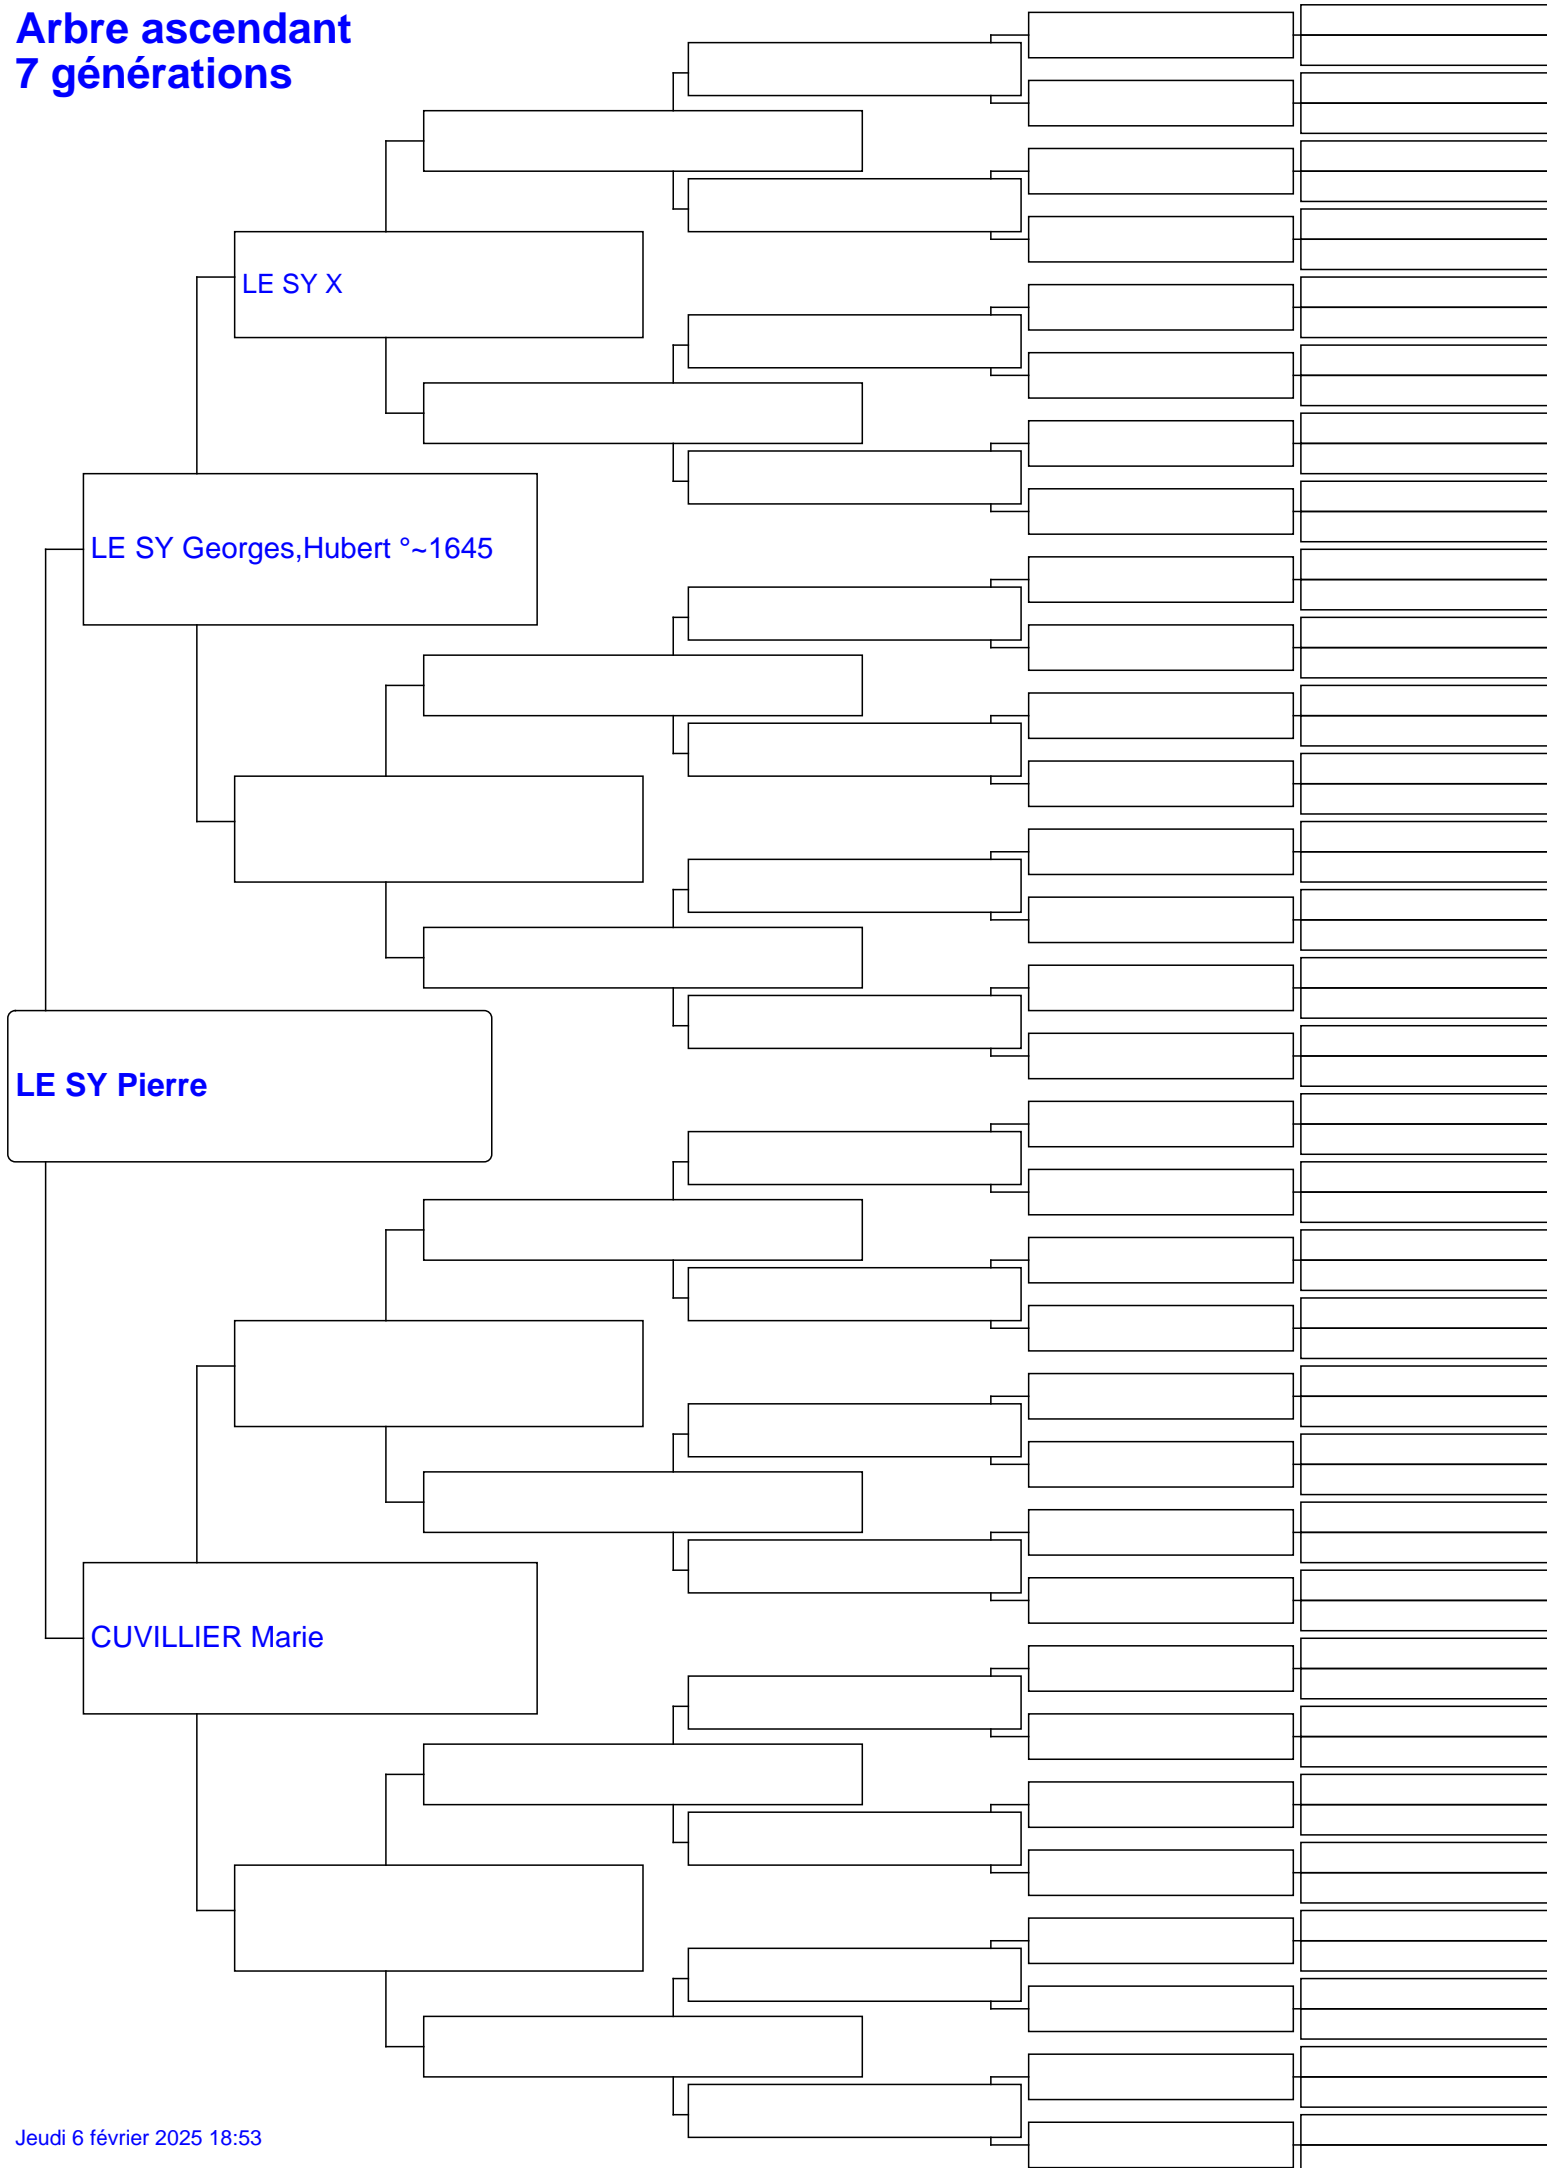 Arbre ascendant
7 générations
LE SY X
LE SY Georges,Hubert °~1645
LE SY Pierre
CUVILLIER Marie
Jeudi 6 février 2025 18:53